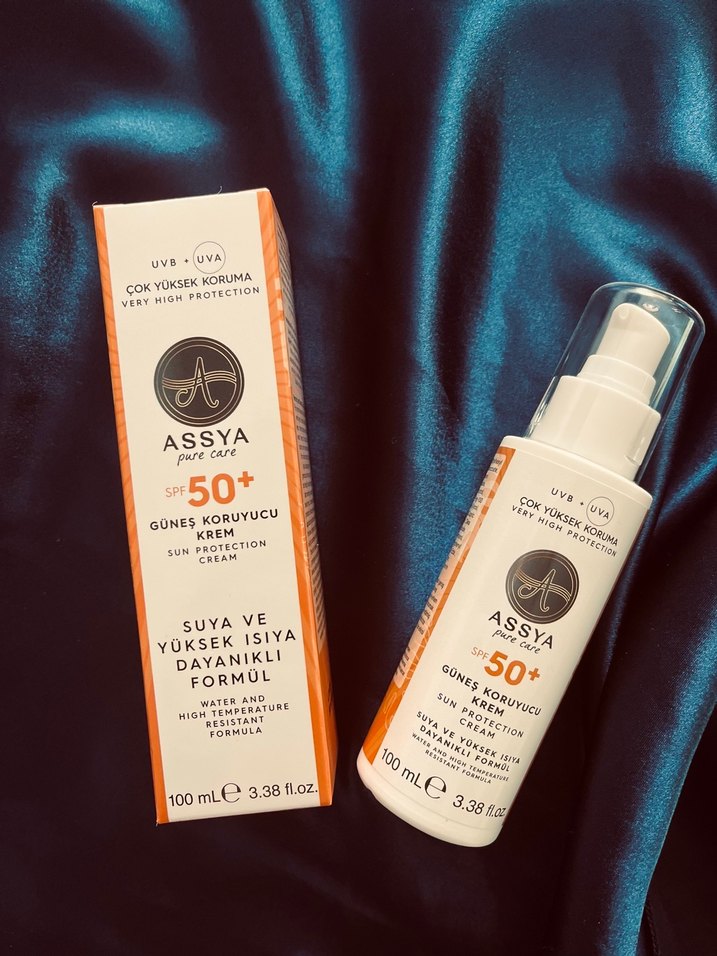 UVB + UVA
ÇOK YÜKSEK KORUMA
VERY HIGH PROTECTION
A
ASSYA
pure care
SPF 50+
GÜNEŞ KORUYUCU
KREM
SUN PROTECTION
CREAM
SUYA VE
YÜKSEK ISIYA
DAYANIKLI
FORMÜL
WATER AND
HIGH TEMPERATURE
RESISTANT
FORMULA
100 mL e 3.38 fl.oz.
UVB + UVA
ÇOK YÜKSEK KORUMA
VERY HIGH PROTECTION
A
ASSYA
pure care
SPF 50+
GÜNEŞ KORUYUCU
KREM
SUN PROTECTION
CREAM
SUYA VE YÜKSEK ISIYA
DAYANIKLI FORMÜL
WATER AND HIGH TEMPERATURE
RESISTANT FORMULA
100 mL e 3.38 fl.oz